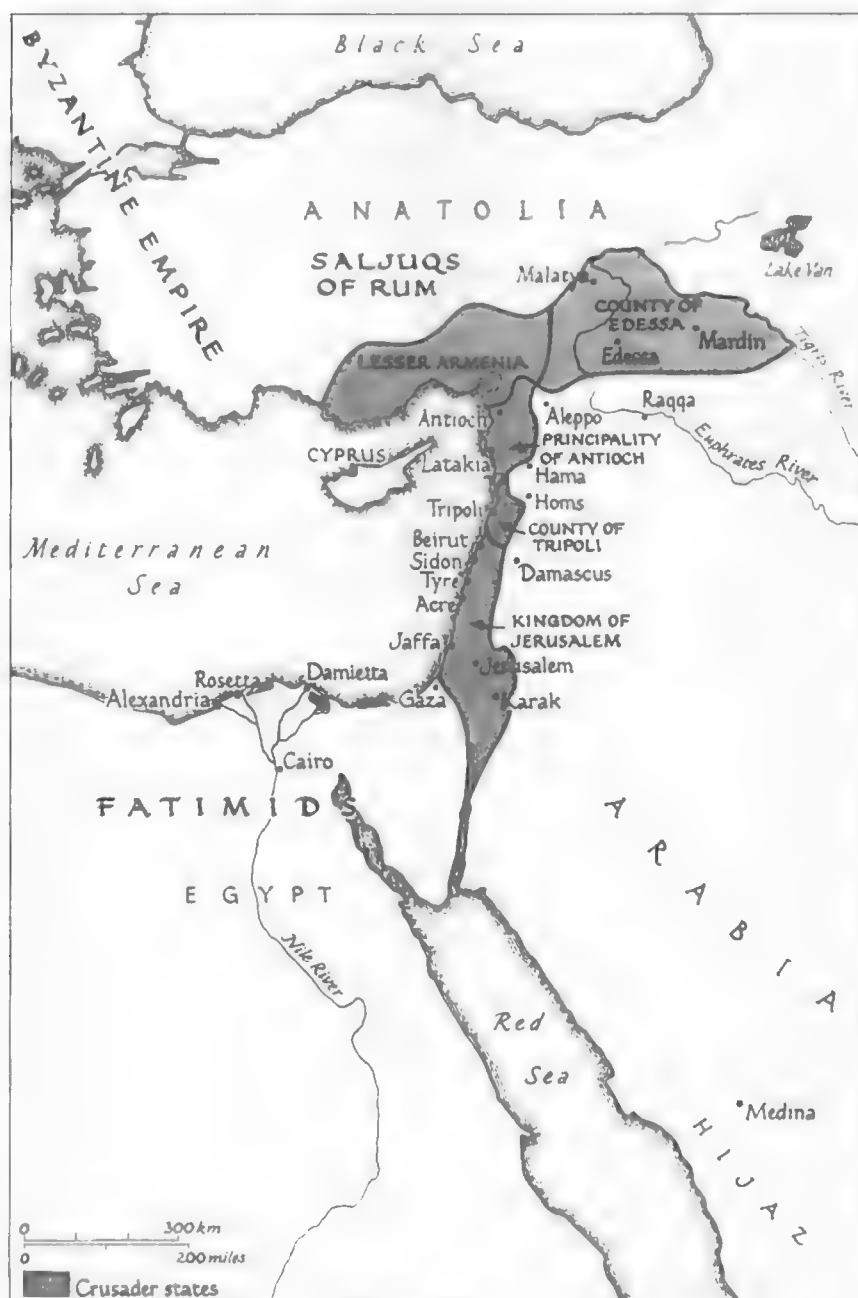 Black Sea
BYZANTINE EMPIRE
ANATOLIA
SALJUQS
OF RUM
Lake Van
Malatya
COUNTY OF
EDESSA
Mardin
Edessa
LESSER ARMENIA
Tigris River
Raqqa
Euphrates River
Antioch
Aleppo
PRINCIPALITY
OF ANTIOCH
CYPRUS
Latakia
Hama
Homs
Tripoli
COUNTY OF
TRIPOLI
Beirut
Mediterranean
Sea
Sidon
Damascus
Tyre
Acre
KINGDOM OF
JERUSALEM
Jaffa
Jerusalem
Rosetta
Damietta
Alexandria
Gaza
Karak
Cairo
FATIMIDS
ARABIA
EGYPT
Nile River
Red
Sea
Medina
HIJAZ
0 300 km
0 200 miles
Crusader states